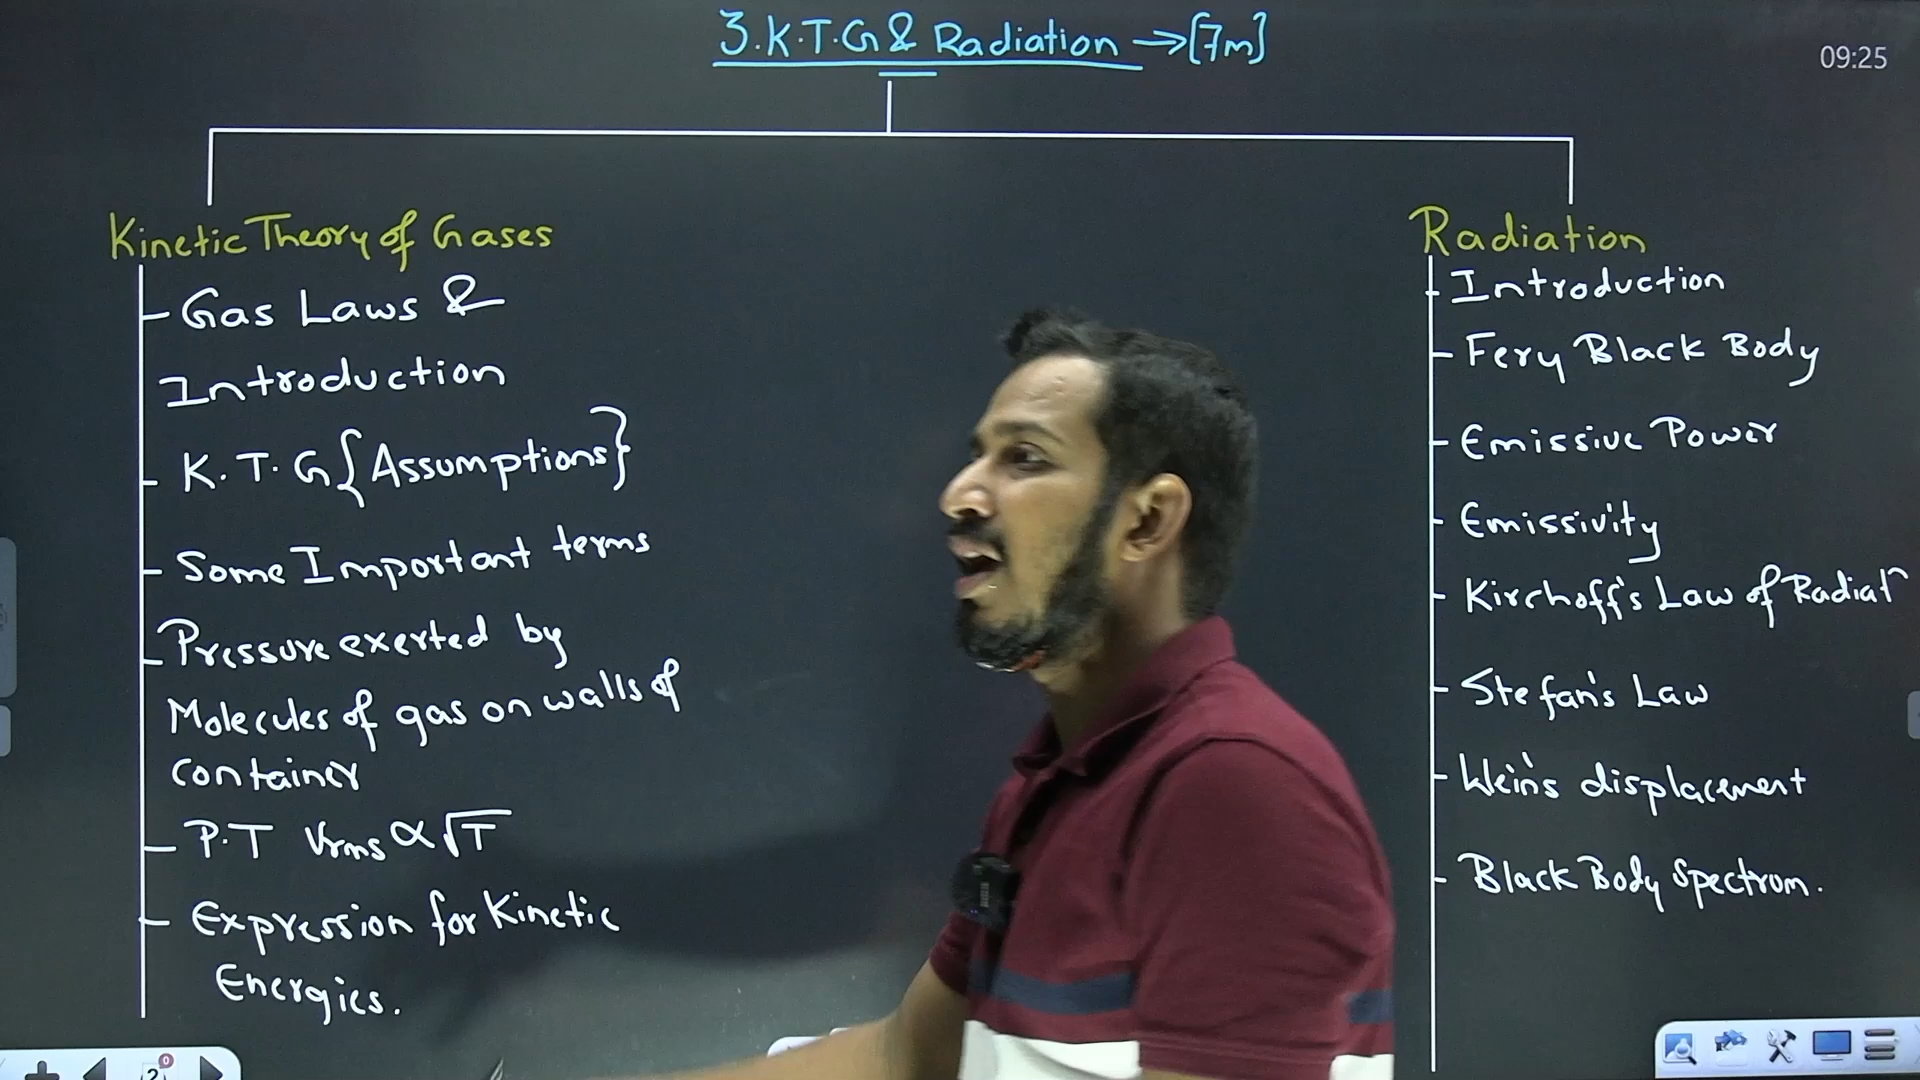 3.K.T.G & Radiation → [7m]
09:25
Kinetic Theory of Gases
Gas Laws &
Introduction
K.T.G {Assumptions}
Some Important terms
Pressure exerted by
Molecules of gas on walls of
container
P.T Vrms ∝ √T
Expression for Kinetic
Energies.
Radiation
Introduction
Fery Black Body
Emissive Power
Emissivity
Kirchoff's Law of Radiat^
Stefan's Law
Wein's displacement
Black Body Spectrum.
2
0